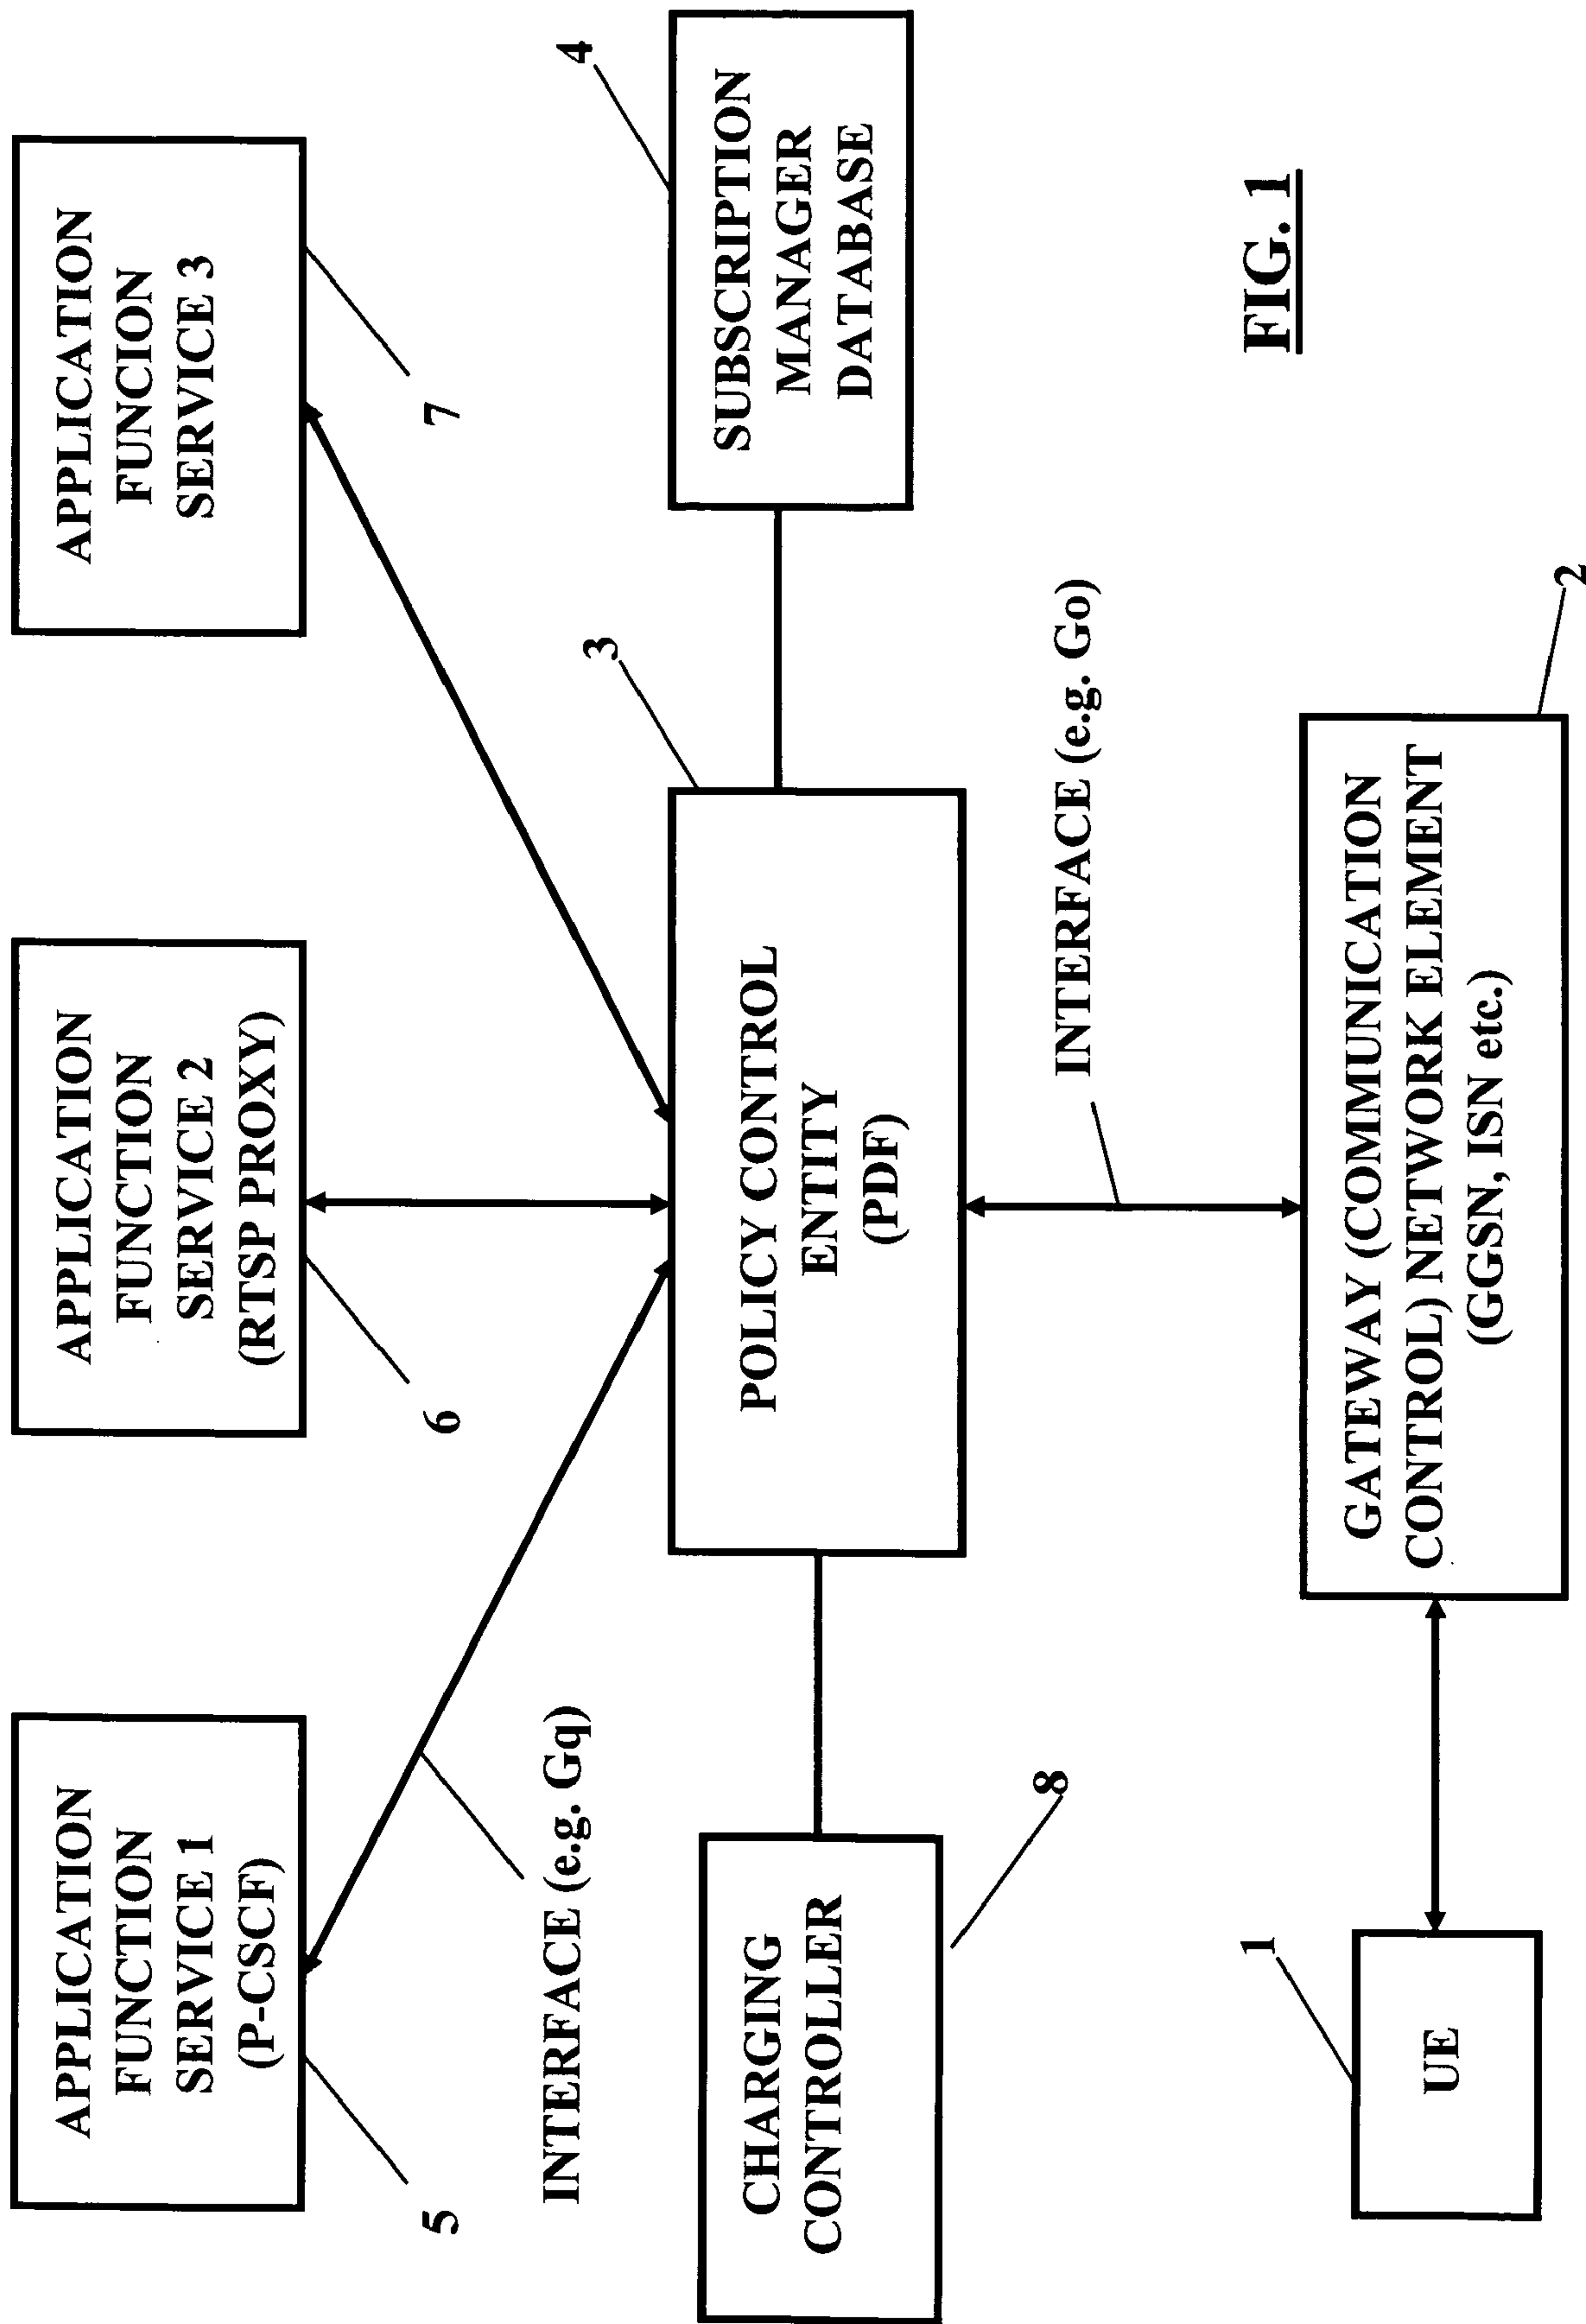 APPLICATION
FUNCTION
SERVICE 1
(P-CSCF)
5
APPLICATION
FUNCTION
SERVICE 2
(RTSP PROXY)
6
APPLICATION
FUNCION
SERVICE 3
7
INTERFACE (e.g. Gq)
CHARGING
CONTROLLER
8
POLICY CONTROL
ENTITY
(PDF)
3
SUBSCRIPTION
MANAGER
DATABASE
4
INTERFACE (e.g. Go)
UE
1
GATEWAY (COMMUNICATION
CONTROL) NETWORK ELEMENT
(GGSN, ISN etc.)
2
FIG. 1